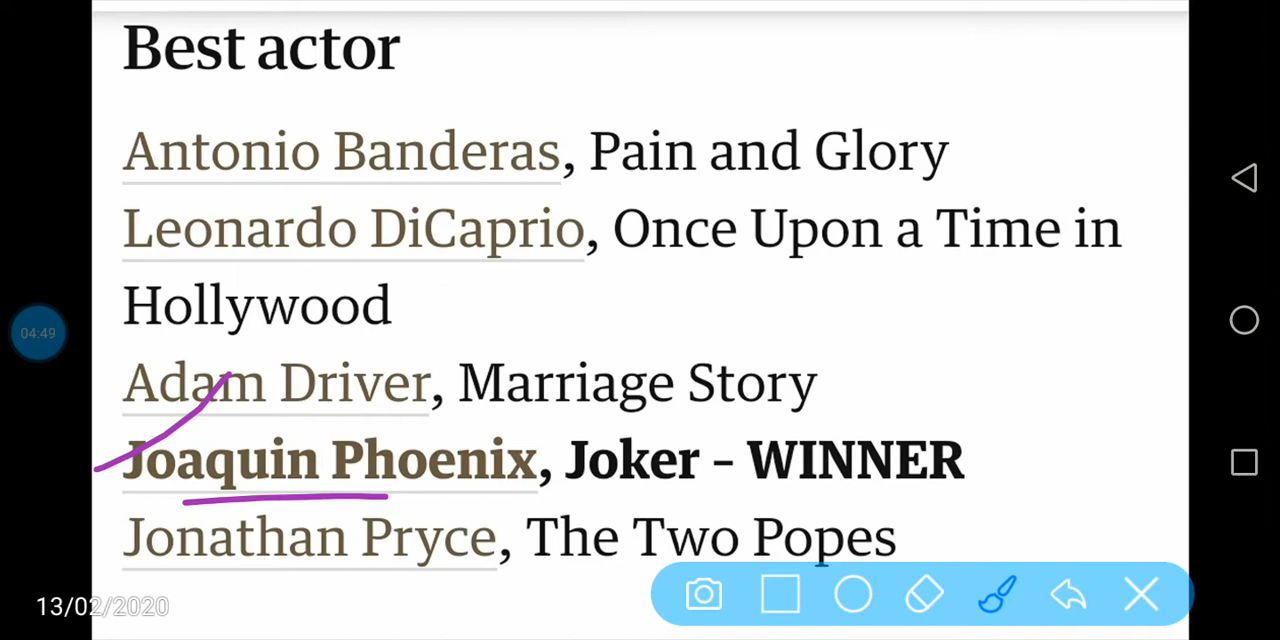 Best actor
Antonio Banderas, Pain and Glory
Leonardo DiCaprio, Once Upon a Time in
Hollywood
04:49
Adam Driver, Marriage Story
Joaquin Phoenix, Joker – WINNER
Jonathan Pryce, The Two Popes
13/02/2020